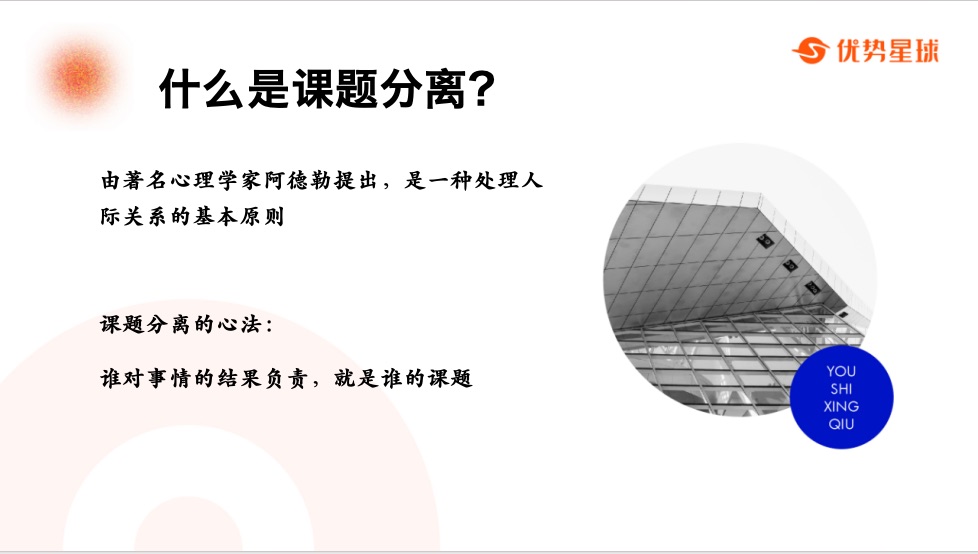 优势星球
什么是课题分离?
由著名心理学家阿德勒提出，是一种处理人
际关系的基本原则
课题分离的心法：
谁对事情的结果负责，就是谁的课题
YOU
SHI
XING
QIU